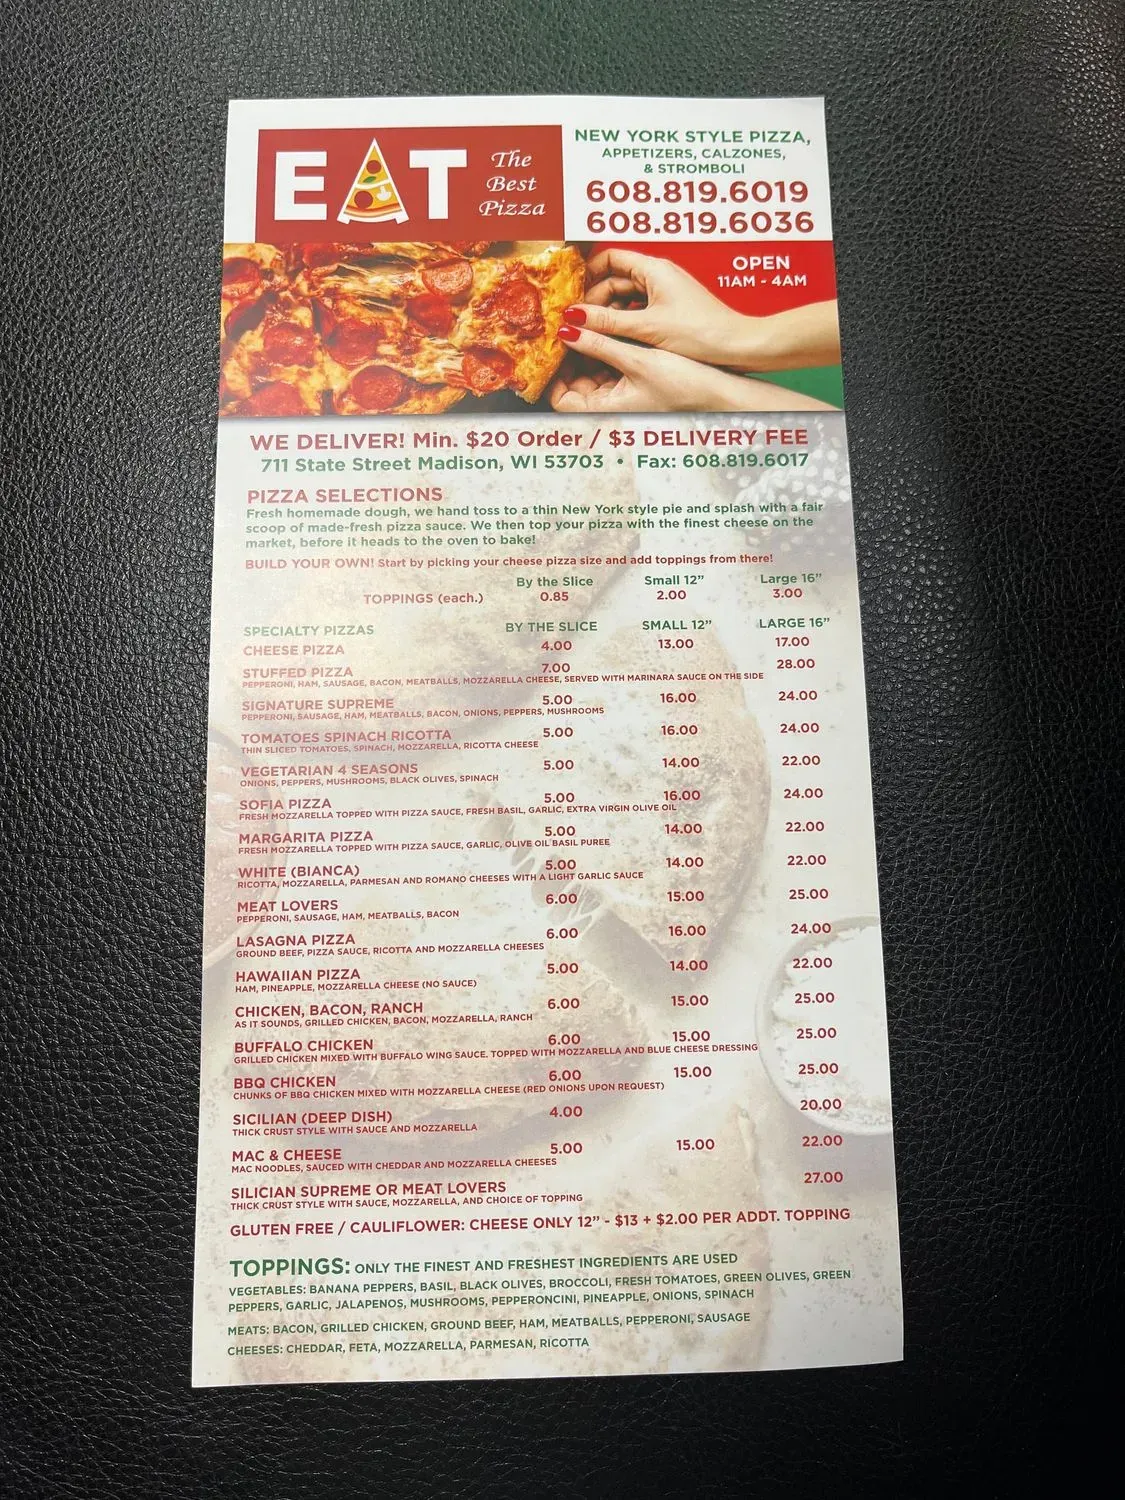 EAT The Best Pizza
NEW YORK STYLE PIZZA,
APPETIZERS, CALZONES,
& STROMBOLI
608.819.6019
608.819.6036
OPEN
11AM - 4AM
WE DELIVER! Min. $20 Order / $3 DELIVERY FEE
711 State Street Madison, WI 53703 • Fax: 608.819.6017
PIZZA SELECTIONS
Fresh homemade dough, we hand toss to a thin New York style pie and splash with a fair
scoop of made-fresh pizza sauce. We then top your pizza with the finest cheese on the
market, before it heads to the oven to bake!
BUILD YOUR OWN! Start by picking your cheese pizza size and add toppings from there!
By the Slice Small 12” Large 16”
TOPPINGS (each.) 0.85 2.00 3.00
SPECIALTY PIZZAS BY THE SLICE SMALL 12” LARGE 16”
CHEESE PIZZA 4.00 13.00 17.00
STUFFED PIZZA 7.00 28.00
PEPPERONI, HAM, SAUSAGE, BACON, MEATBALLS, MOZZARELLA CHEESE, SERVED WITH MARINARA SAUCE ON THE SIDE
SIGNATURE SUPREME 5.00 16.00 24.00
PEPPERONI, SAUSAGE, HAM, MEATBALLS, BACON, ONIONS, PEPPERS, MUSHROOMS
TOMATOES SPINACH RICOTTA 5.00 16.00 24.00
THIN SLICED TOMATOES, SPINACH, MOZZARELLA, RICOTTA CHEESE
VEGETARIAN 4 SEASONS 5.00 14.00 22.00
ONIONS, PEPPERS, MUSHROOMS, BLACK OLIVES, SPINACH
SOFIA PIZZA 5.00 16.00 24.00
FRESH MOZZARELLA TOPPED WITH PIZZA SAUCE, FRESH BASIL, GARLIC, EXTRA VIRGIN OLIVE OIL
MARGARITA PIZZA 5.00 14.00 22.00
FRESH MOZZARELLA TOPPED WITH PIZZA SAUCE, GARLIC, OLIVE OIL BASIL PUREE
WHITE (BIANCA) 5.00 14.00 22.00
RICOTTA, MOZZARELLA, PARMESAN AND ROMANO CHEESES WITH A LIGHT GARLIC SAUCE
MEAT LOVERS 6.00 15.00 25.00
PEPPERONI, SAUSAGE, HAM, MEATBALLS, BACON
LASAGNA PIZZA 6.00 16.00 24.00
GROUND BEEF, PIZZA SAUCE, RICOTTA AND MOZZARELLA CHEESES
HAWAIIAN PIZZA 5.00 14.00 22.00
HAM, PINEAPPLE, MOZZARELLA CHEESE (NO SAUCE)
CHICKEN, BACON, RANCH 6.00 15.00 25.00
AS IT SOUNDS, GRILLED CHICKEN, BACON, MOZZARELLA, RANCH
BUFFALO CHICKEN 6.00 15.00 25.00
GRILLED CHICKEN MIXED WITH BUFFALO WING SAUCE. TOPPED WITH MOZZARELLA AND BLUE CHEESE DRESSING
BBQ CHICKEN 6.00 15.00 25.00
CHUNKS OF BBQ CHICKEN MIXED WITH MOZZARELLA CHEESE (RED ONIONS UPON REQUEST)
SICILIAN (DEEP DISH) 4.00 20.00
THICK CRUST STYLE WITH SAUCE AND MOZZARELLA
MAC & CHEESE 5.00 15.00 22.00
MAC NOODLES, SAUCED WITH CHEDDAR AND MOZZARELLA CHEESES
SILICIAN SUPREME OR MEAT LOVERS 27.00
THICK CRUST STYLE WITH SAUCE, MOZZARELLA, AND CHOICE OF TOPPING
GLUTEN FREE / CAULIFLOWER: CHEESE ONLY 12” - $13 + $2.00 PER ADDT. TOPPING
TOPPINGS: ONLY THE FINEST AND FRESHEST INGREDIENTS ARE USED
VEGETABLES: BANANA PEPPERS, BASIL, BLACK OLIVES, BROCCOLI, FRESH TOMATOES, GREEN OLIVES, GREEN
PEPPERS, GARLIC, JALAPENOS, MUSHROOMS, PEPPERONCINI, PINEAPPLE, ONIONS, SPINACH
MEATS: BACON, GRILLED CHICKEN, GROUND BEEF, HAM, MEATBALLS, PEPPERONI, SAUSAGE
CHEESES: CHEDDAR, FETA, MOZZARELLA, PARMESAN, RICOTTA